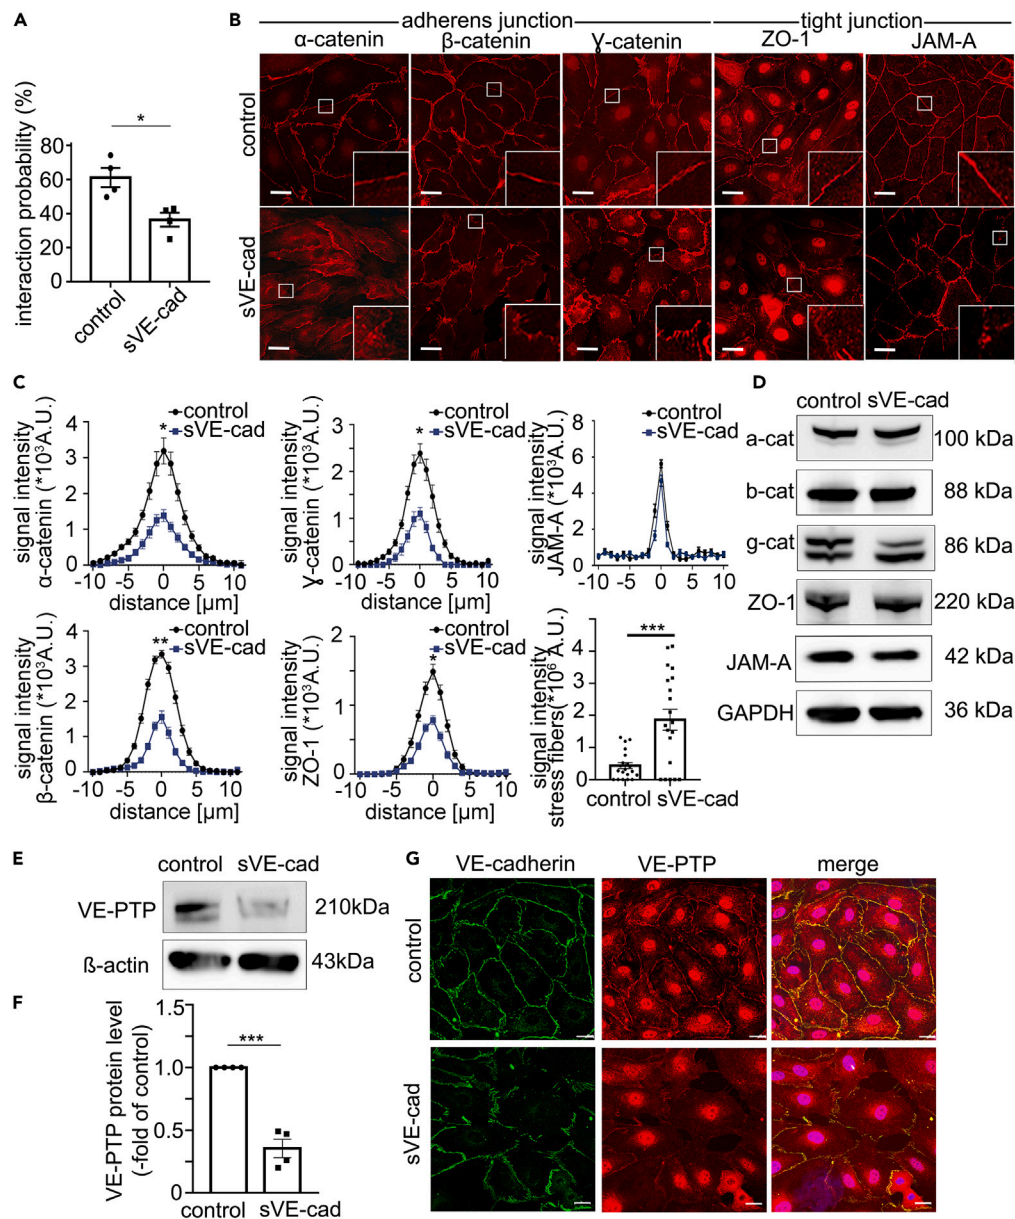 A
interaction probability (%)
80
60
40
20
0
*
control
sVE-cad
B
adherens junction
tight junction
α-catenin
β-catenin
Ɣ-catenin
ZO-1
JAM-A
control
sVE-cad
C
signal intensity
α-catenin (*10³A.U.)
4
3
2
1
0
control
sVE-cad
*
-10 -5 0 5 10
distance [µm]
signal intensity
Ɣ-catenin (*10³A.U.)
3
2
1
0
control
sVE-cad
*
-10 -5 0 5 10
distance [µm]
signal intensity
JAM-A (*10³A.U.)
8
6
4
2
0
control
sVE-cad
-10 -5 0 5 10
distance [µm]
signal intensity
β-catenin (*10³A.U.)
4
3
2
1
0
control
sVE-cad
**
-10 -5 0 5 10
distance [µm]
signal intensity
ZO-1 (*10³A.U.)
2
1
0
control
sVE-cad
*
-10 -5 0 5 10
distance [µm]
signal intensity
stress fibers(*10⁶ A.U.)
5
4
3
2
1
0
***
control sVE-cad
D
control sVE-cad
a-cat 100 kDa
b-cat 88 kDa
g-cat 86 kDa
ZO-1 220 kDa
JAM-A 42 kDa
GAPDH 36 kDa
E
control sVE-cad
VE-PTP 210kDa
ß-actin 43kDa
F
VE-PTP protein level
(-fold of control)
1.5
1.0
0.5
0
***
control sVE-cad
G
VE-cadherin
VE-PTP
merge
control
sVE-cad